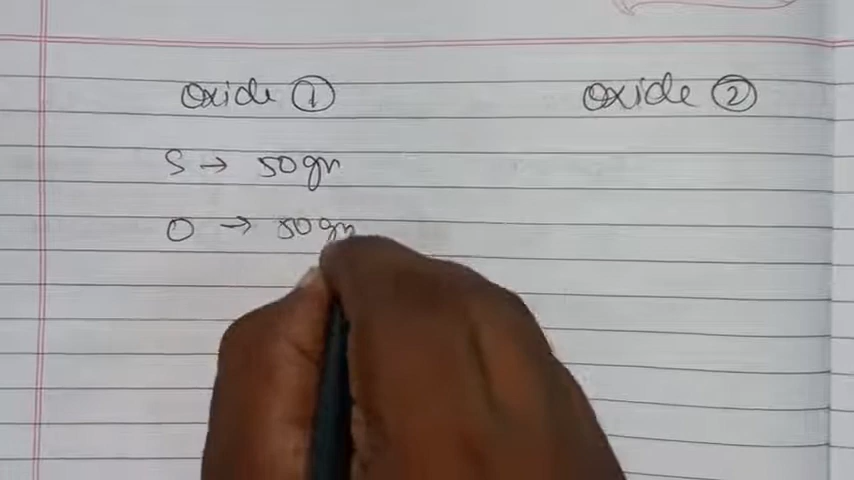 Oxide ① Oxide ②
S → 50gm
O → 50gm